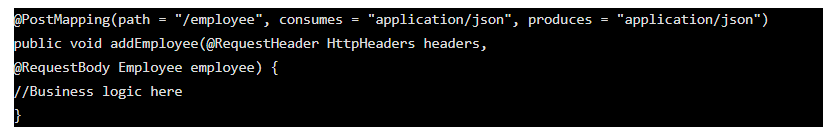 @PostMapping(path = "/employee", consumes = "application/json", produces = "application/json")
public void addEmployee(@RequestHeader HttpHeaders headers,
@RequestBody Employee employee) {
//Business logic here
}